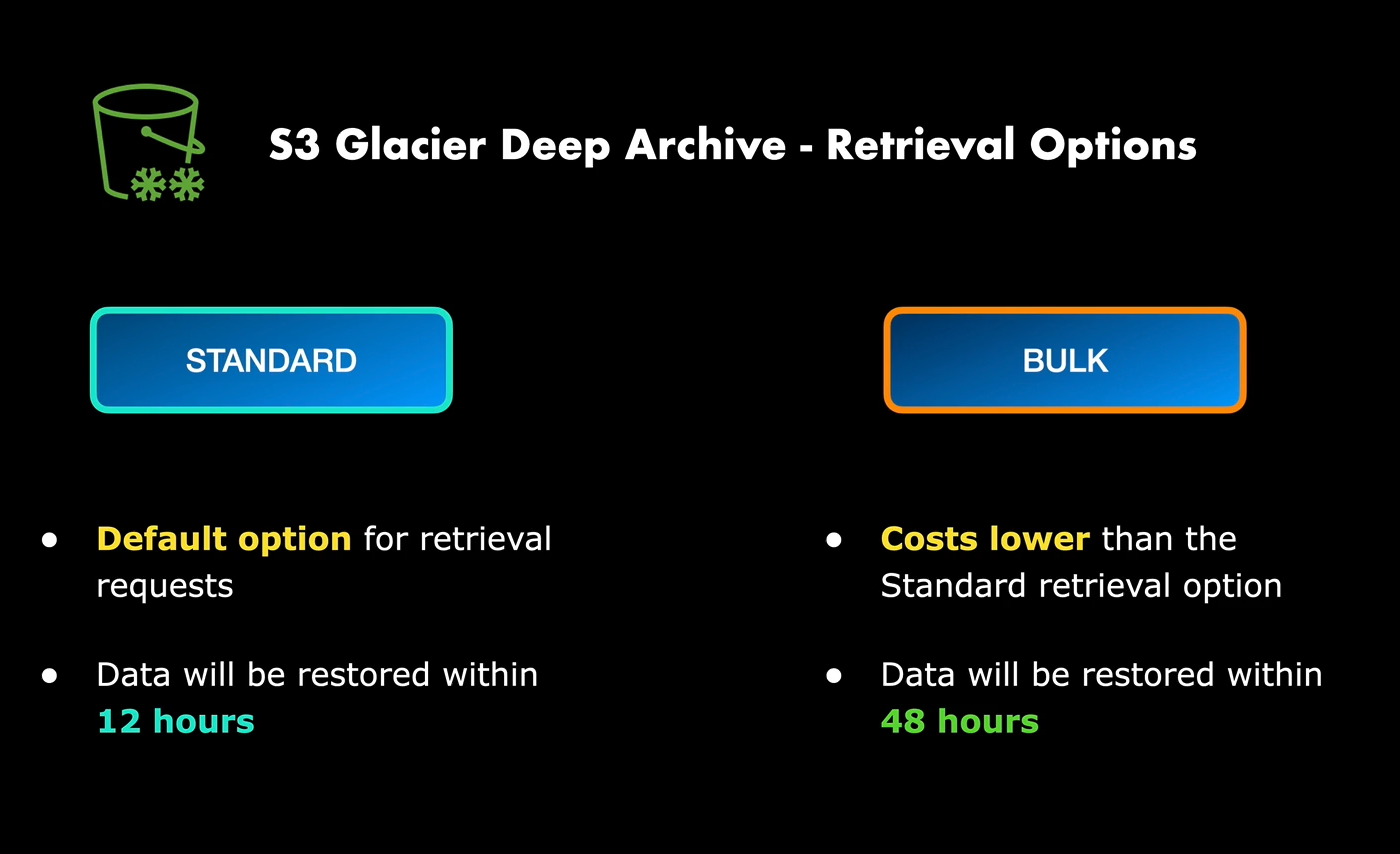 S3 Glacier Deep Archive - Retrieval Options
STANDARD
● Default option for retrieval
requests
● Data will be restored within
12 hours
BULK
● Costs lower than the
Standard retrieval option
● Data will be restored within
48 hours